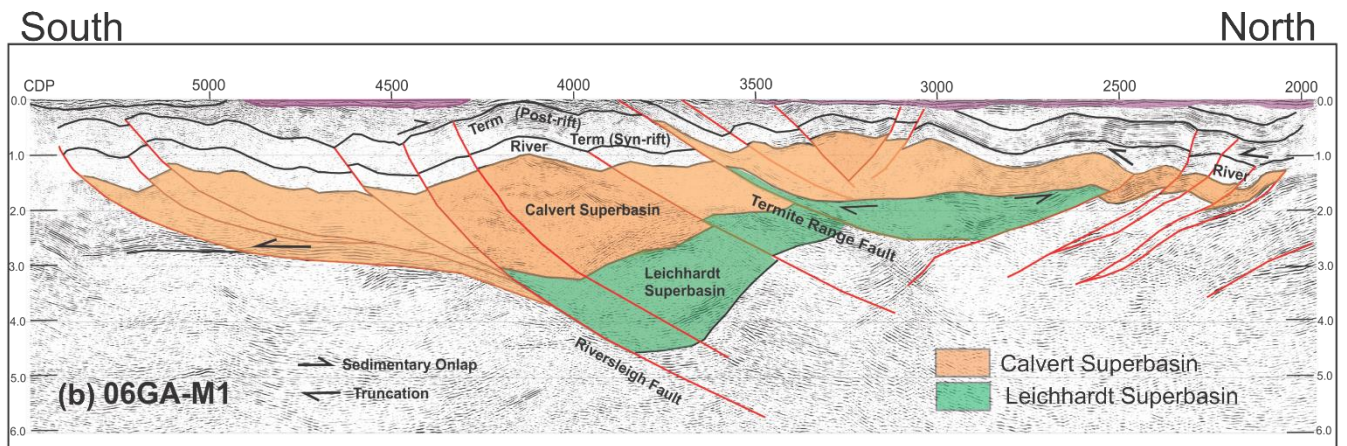 South North
CDP 5000 4500 4000 3500 3000 2500 2000
0.0 0.0
Term (Post-rift)
Term (Syn-rift)
River
1.0 1.0
River
Calvert Superbasin
2.0 2.0
Termite Range Fault
Leichhardt
Superbasin
3.0 3.0
4.0 4.0
Riversleigh Fault
Sedimentary Onlap
Truncation
(b) 06GA-M1
Calvert Superbasin
Leichhardt Superbasin
5.0 5.0
6.0 6.0